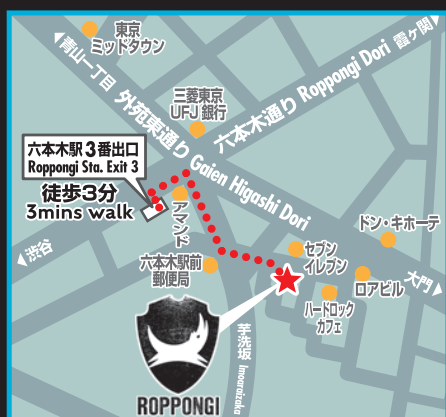 東京
ミッドタウン
◀青山一丁目
外苑東通り Gaien Higashi Dori
六本木通り Roppongi Dori
霞ヶ関▶
三菱東京
UFJ 銀行
六本木駅3番出口
Roppongi Sta. Exit 3
徒歩3分
3mins walk
アマンド
◀渋谷
六本木駅前
郵便局
セブン
イレブン
ドン・キホーテ
ロアビル
大門▶
ハードロック
カフェ
芋洗坂 Imoaraizaka
ROPPONGI